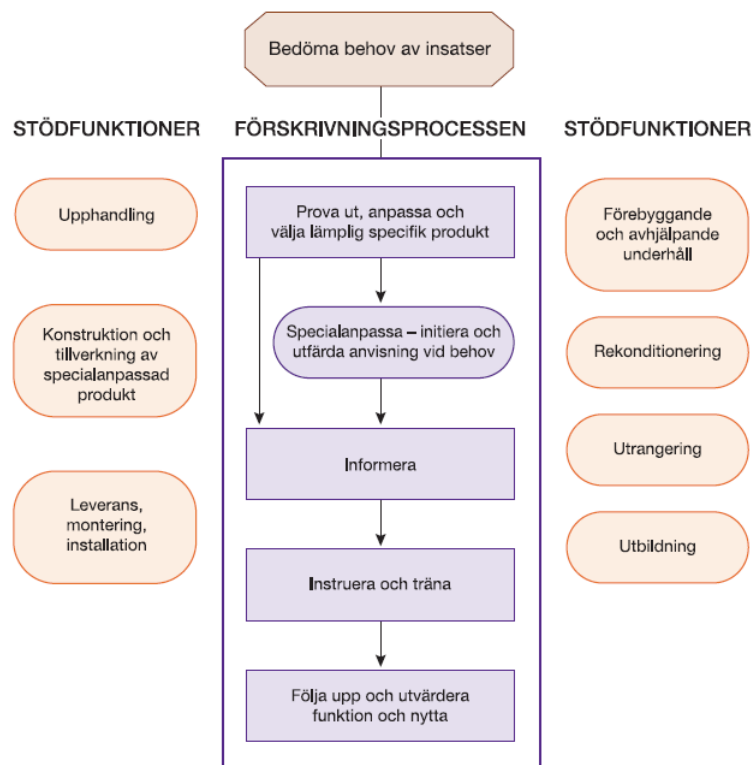 Bedöma behov av insatser
STÖDFUNKTIONER
FÖRSKRIVNINGSPROCESSEN
STÖDFUNKTIONER
Upphandling
Konstruktion och
tillverkning av
specialanpassad
produkt
Leverans,
montering,
installation
Prova ut, anpassa och
välja lämplig specifik produkt
Specialanpassa – initiera och
utfärda anvisning vid behov
Informera
Instruera och träna
Följa upp och utvärdera
funktion och nytta
Förebyggande
och avhjälpande
underhåll
Rekonditionering
Utrangering
Utbildning